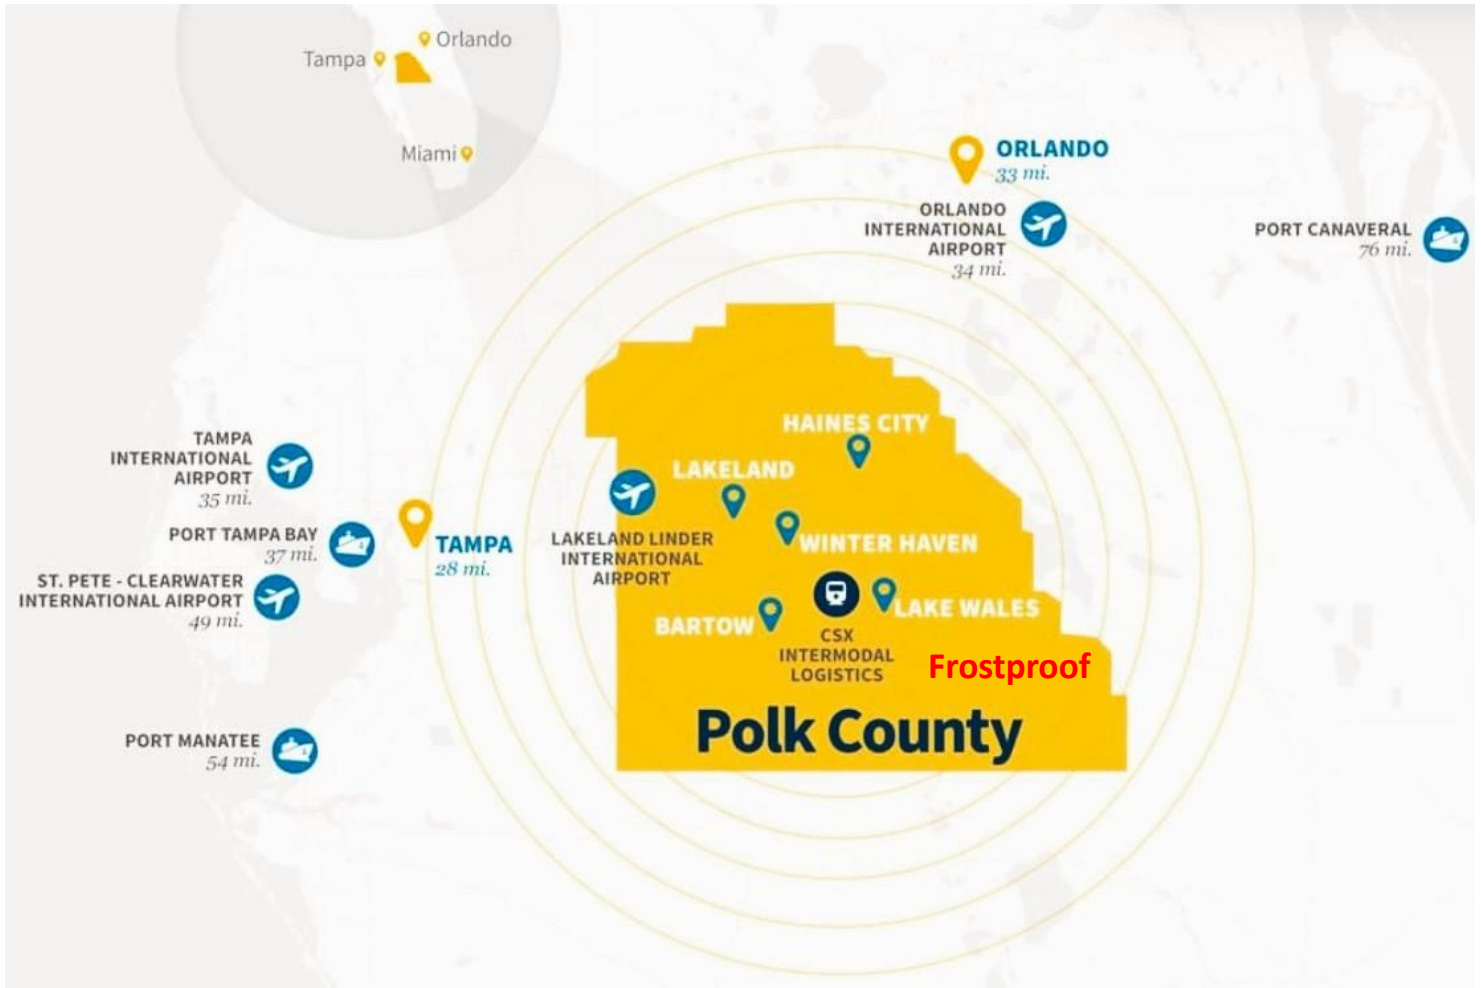 Orlando
Tampa
Miami
ORLANDO
33 mi.
ORLANDO
INTERNATIONAL
AIRPORT
34 mi.
PORT CANAVERAL
76 mi.
HAINES CITY
TAMPA
INTERNATIONAL
AIRPORT
35 mi.
LAKELAND
PORT TAMPA BAY
37 mi.
TAMPA
28 mi.
LAKELAND LINDER
INTERNATIONAL
AIRPORT
WINTER HAVEN
ST. PETE - CLEARWATER
INTERNATIONAL AIRPORT
49 mi.
BARTOW
LAKE WALES
CSX
INTERMODAL
LOGISTICS
Frostproof
Polk County
PORT MANATEE
54 mi.